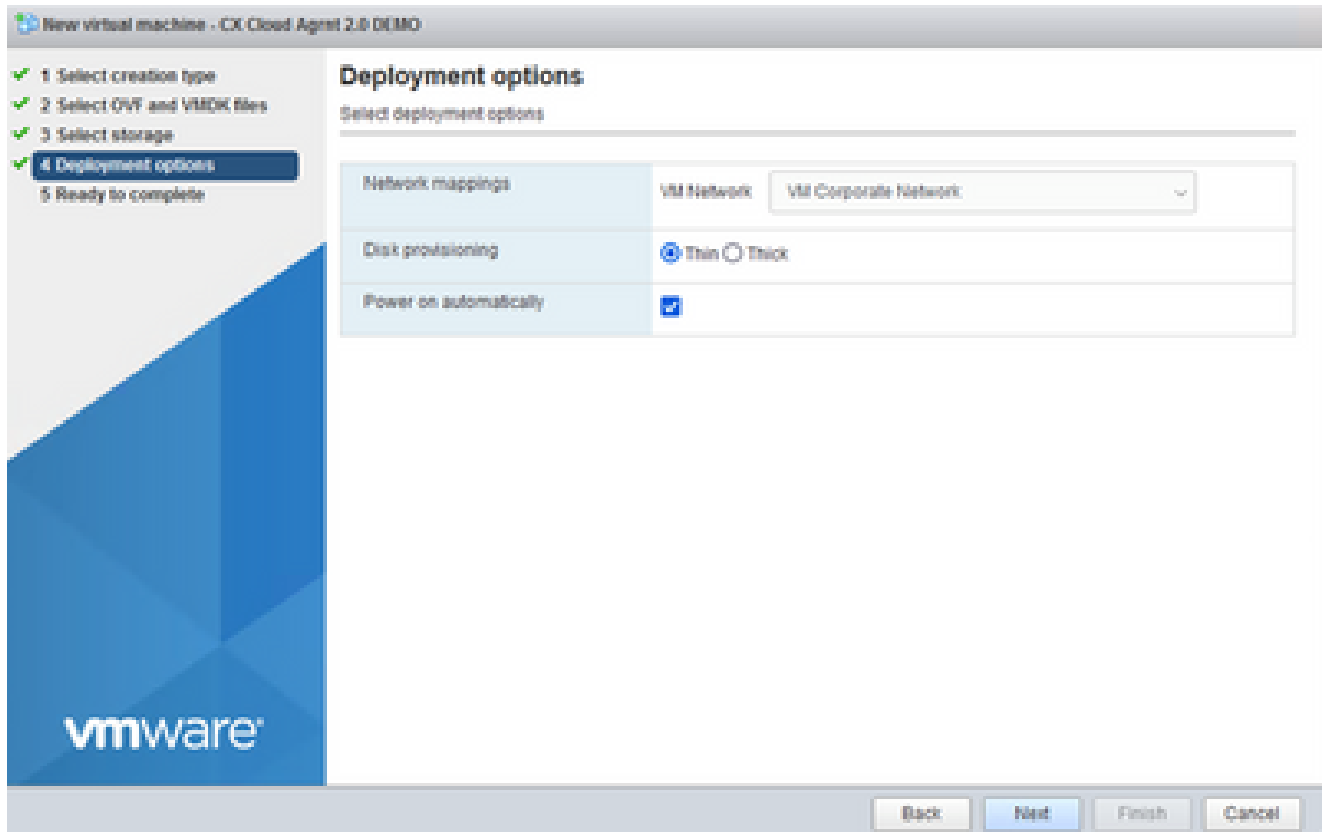 New virtual machine - CX Cloud Agent 2.0 DEMO
1 Select creation type
2 Select OVF and VMDK files
3 Select storage
4 Deployment options
5 Ready to complete
Deployment options
Select deployment options
Network mappings
VM Network
VM Corporate Network
Disk provisioning
Thin Thick
Power on automatically
vmware
Back Next Finish Cancel